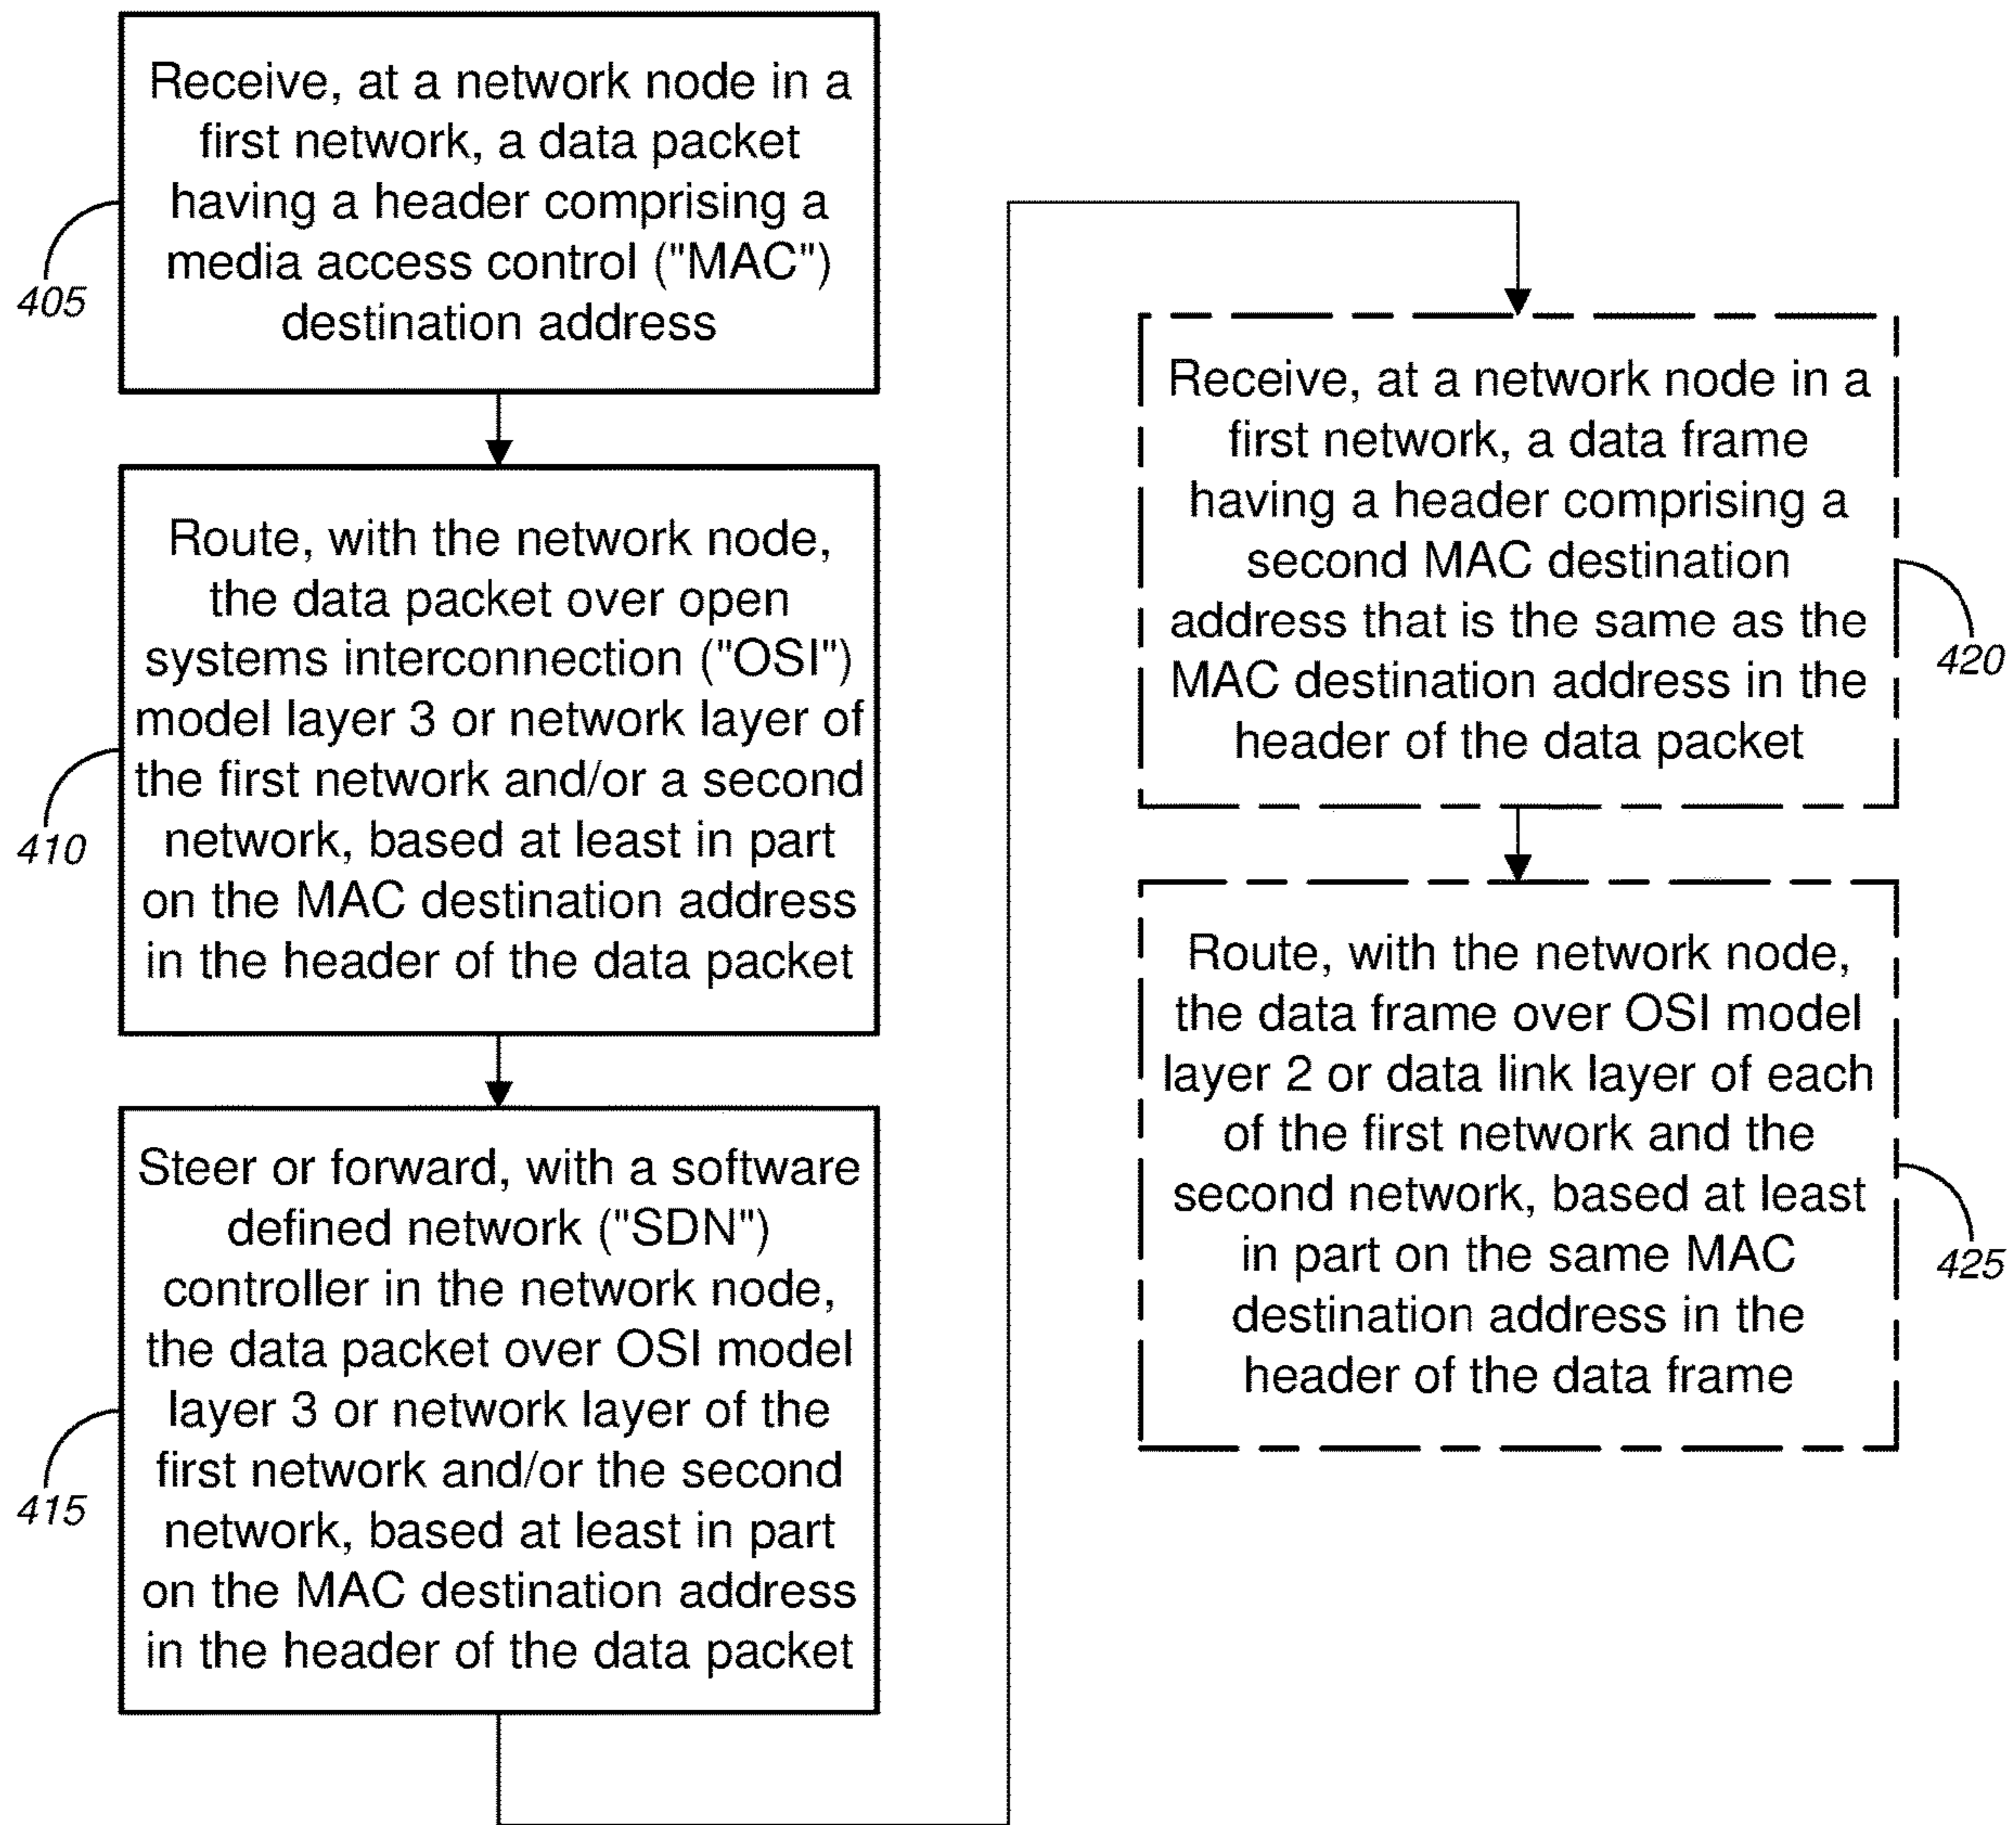 Receive, at a network node in a
first network, a data packet
having a header comprising a
media access control ("MAC")
destination address
405
Route, with the network node,
the data packet over open
systems interconnection ("OSI")
model layer 3 or network layer of
the first network and/or a second
network, based at least in part
on the MAC destination address
in the header of the data packet
410
Steer or forward, with a software
defined network ("SDN")
controller in the network node,
the data packet over OSI model
layer 3 or network layer of the
first network and/or the second
network, based at least in part
on the MAC destination address
in the header of the data packet
415
Receive, at a network node in a
first network, a data frame
having a header comprising a
second MAC destination
address that is the same as the
MAC destination address in the
header of the data packet
420
Route, with the network node,
the data frame over OSI model
layer 2 or data link layer of each
of the first network and the
second network, based at least
in part on the same MAC
destination address in the
header of the data frame
425